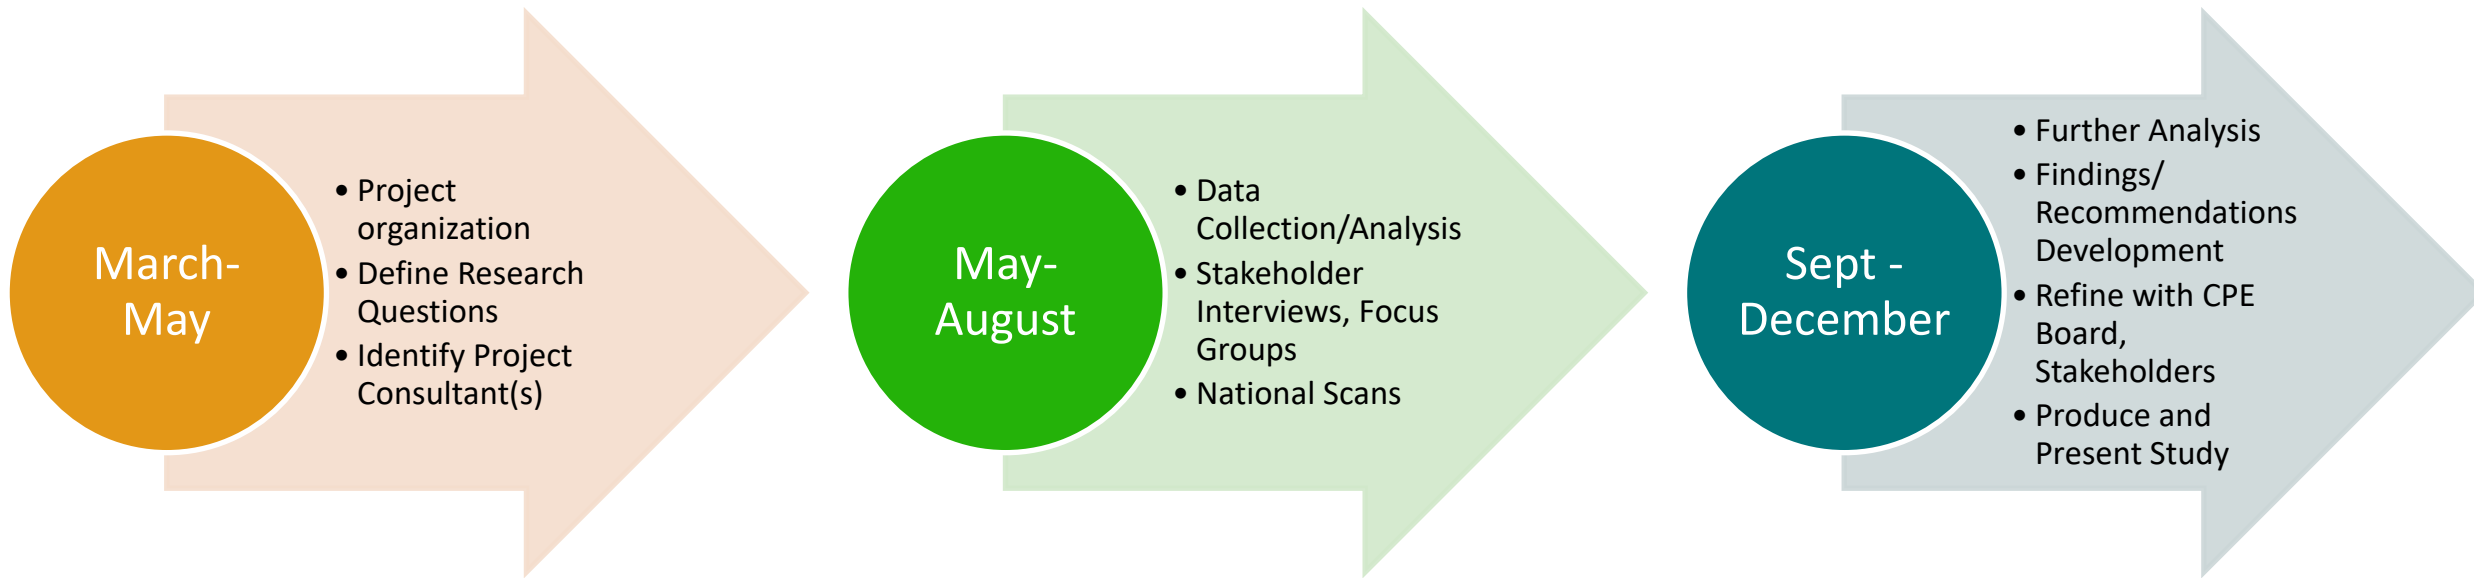 March-
May
• Project
organization
• Define Research
Questions
• Identify Project
Consultant(s)
May-
August
• Data
Collection/Analysis
• Stakeholder
Interviews, Focus
Groups
• National Scans
Sept -
December
• Further Analysis
• Findings/
Recommendations
Development
• Refine with CPE
Board,
Stakeholders
• Produce and
Present Study